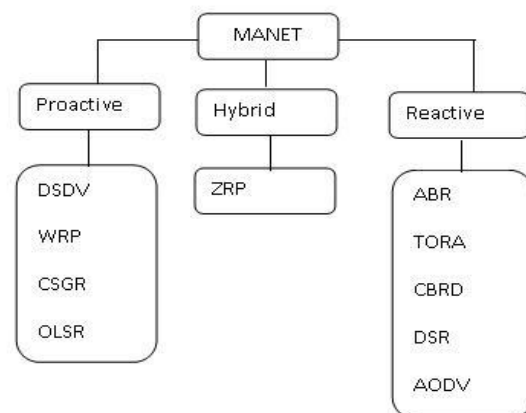 MANET
Proactive
Hybrid
Reactive
DSDV
WRP
CSGR
OLSR
ZRP
ABR
TORA
CBRD
DSR
AODV